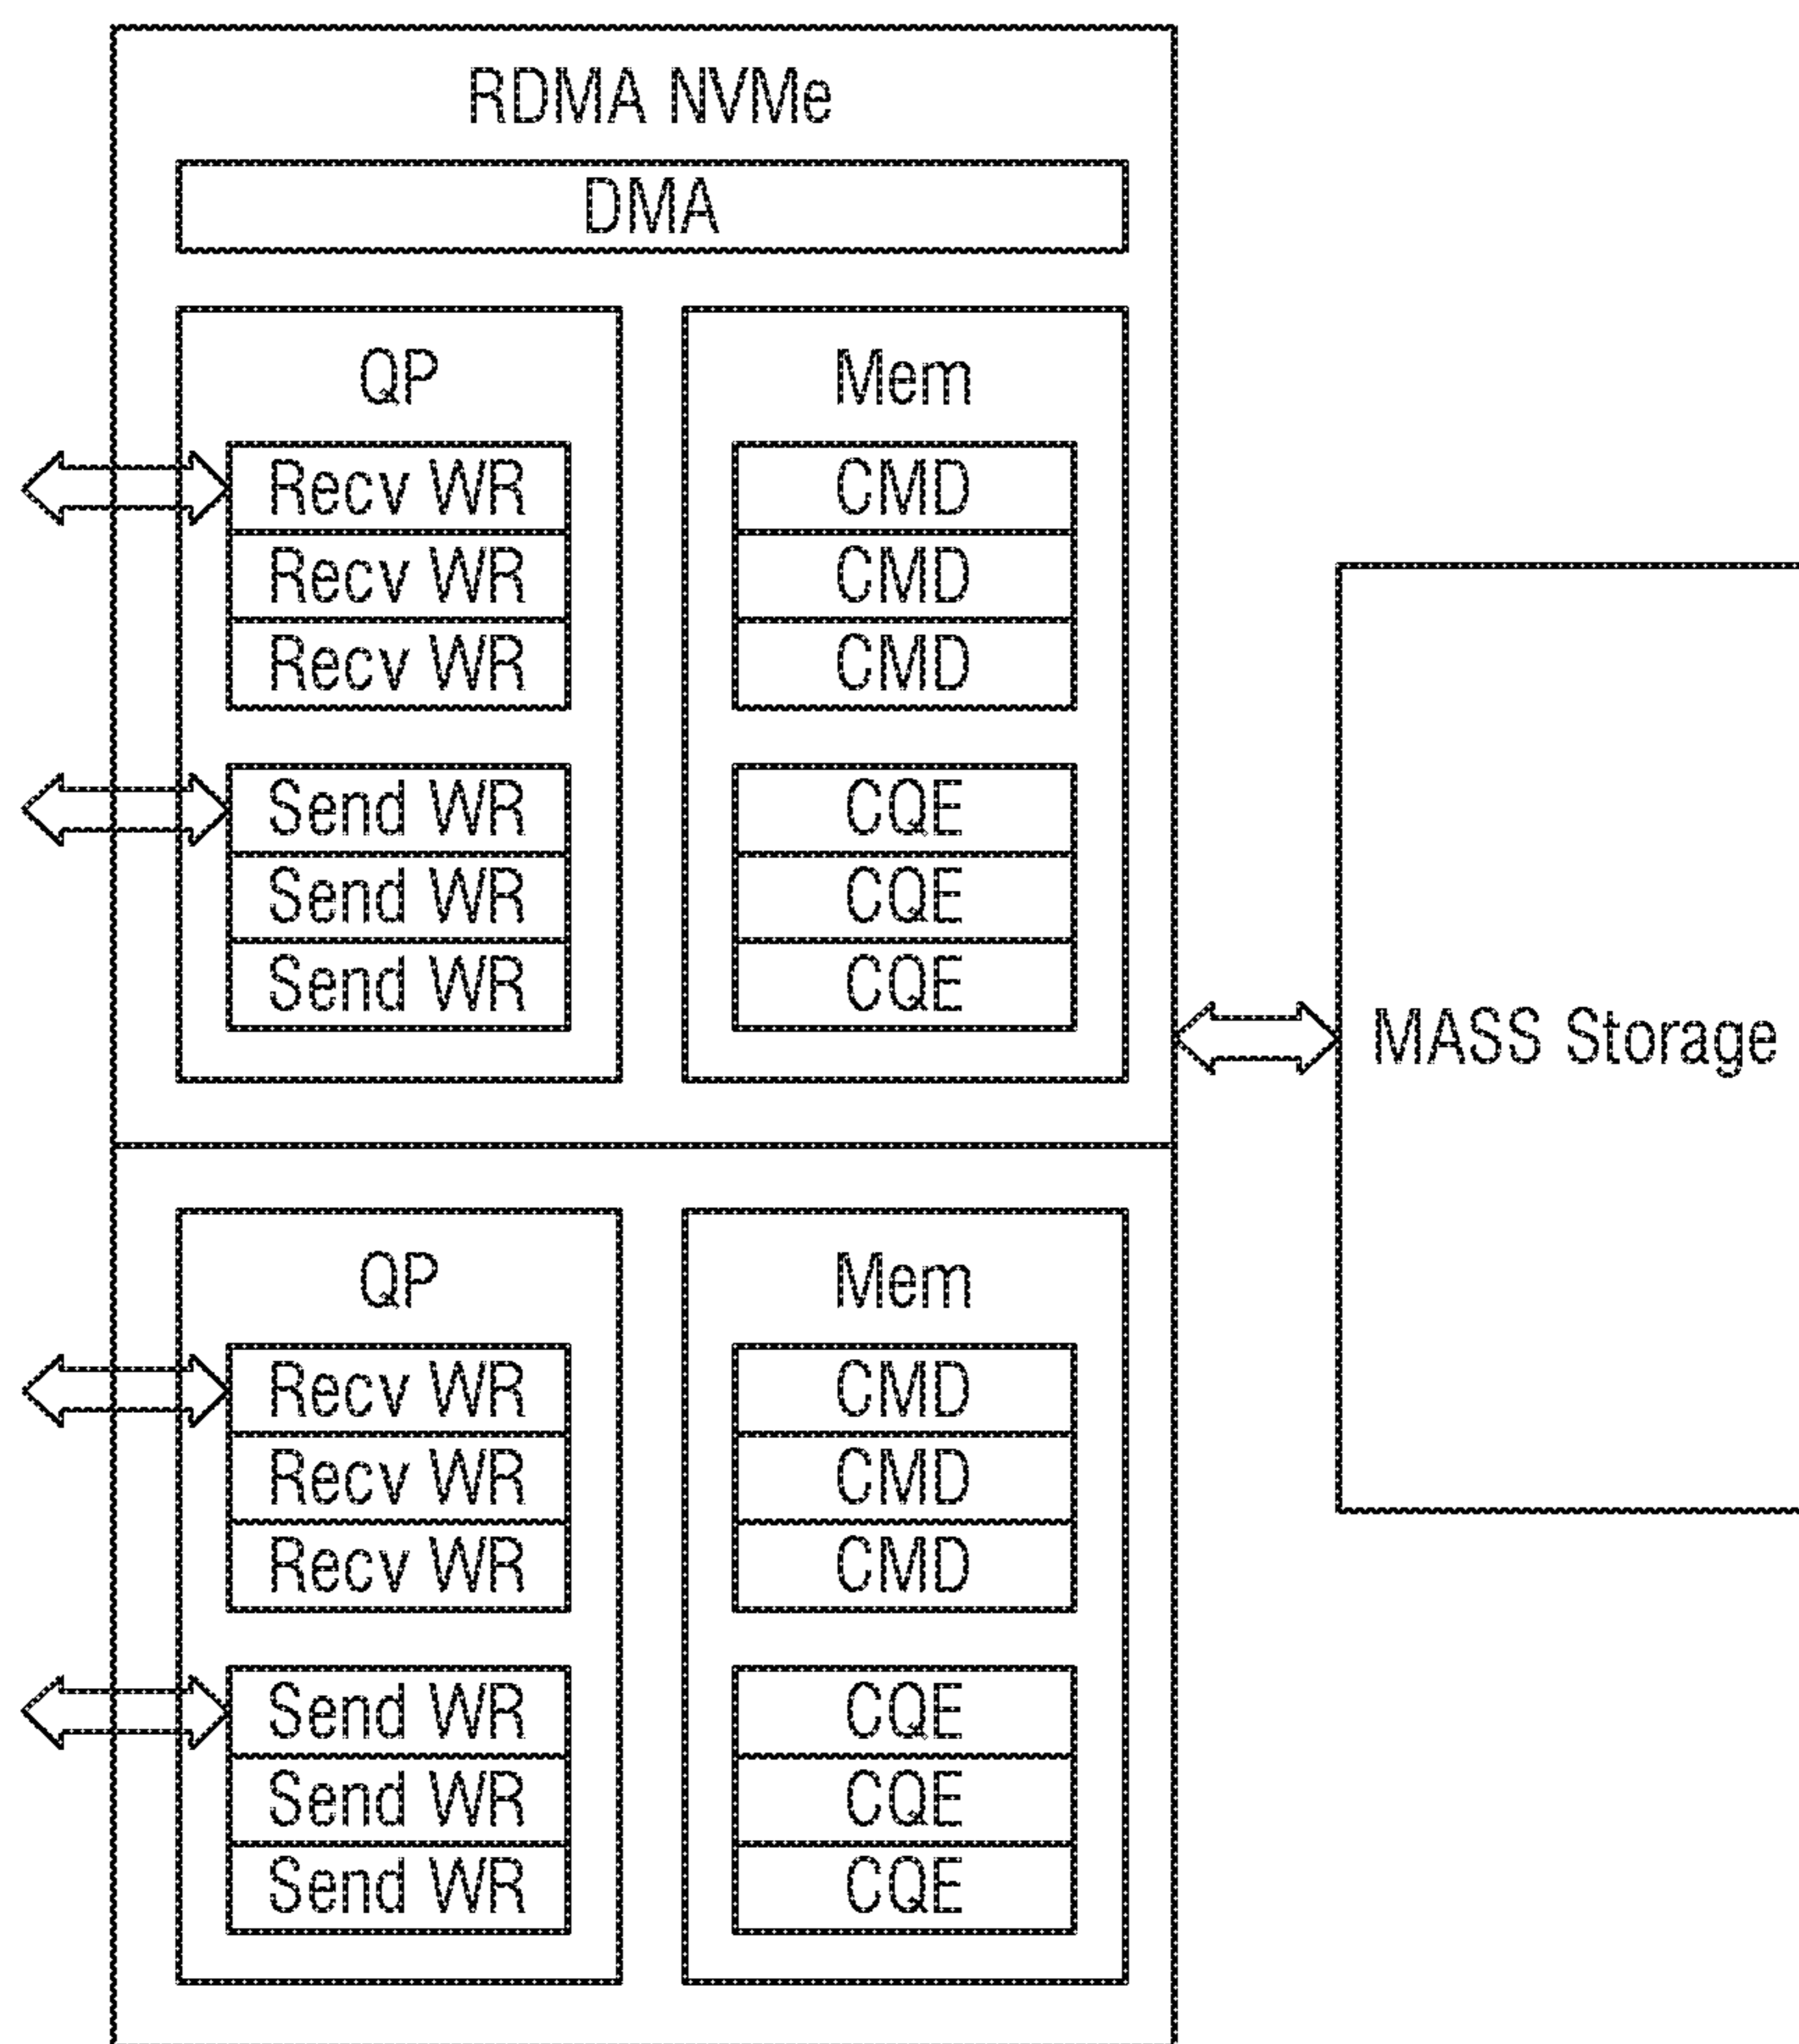 RDMA NVMe
DMA
QP
Recv WR
Recv WR
Recv WR
Send WR
Send WR
Send WR
Mem
CMD
CMD
CMD
CQE
CQE
CQE
MASS Storage
QP
Recv WR
Recv WR
Recv WR
Send WR
Send WR
Send WR
Mem
CMD
CMD
CMD
CQE
CQE
CQE